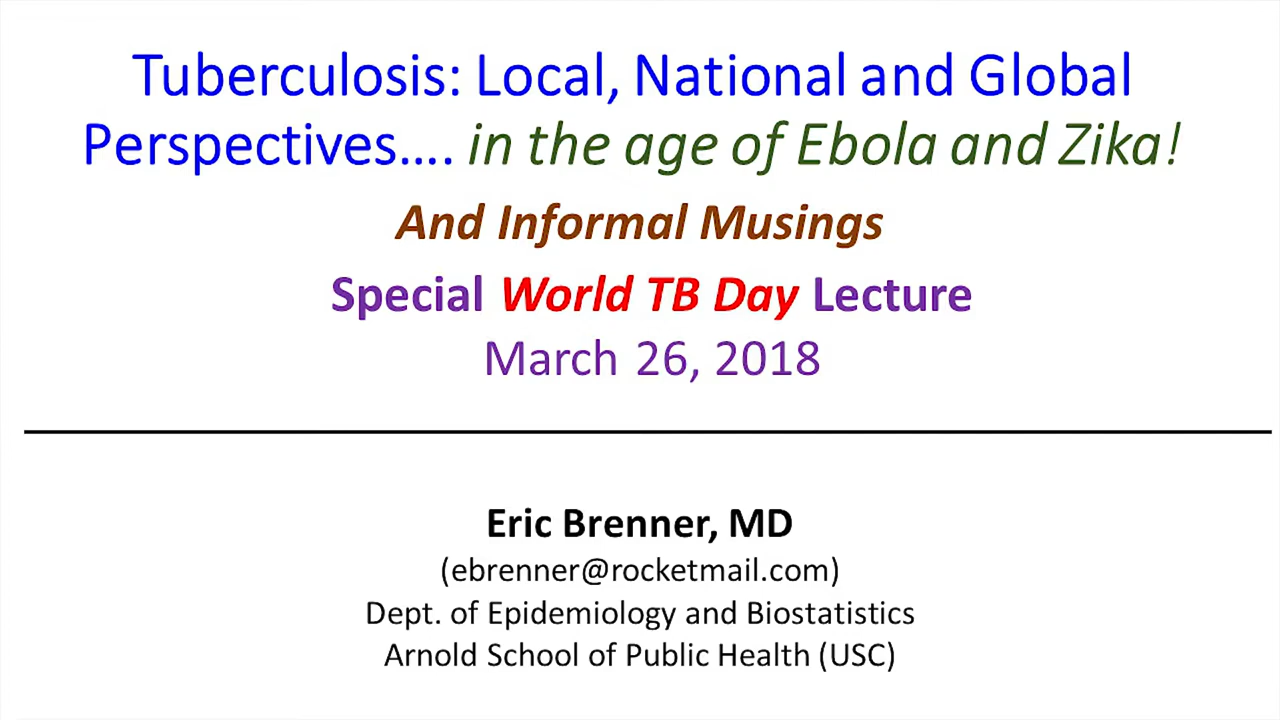 Tuberculosis: Local, National and Global
Perspectives…. in the age of Ebola and Zika!
And Informal Musings
Special World TB Day Lecture
March 26, 2018
Eric Brenner, MD
(ebrenner@rocketmail.com)
Dept. of Epidemiology and Biostatistics
Arnold School of Public Health (USC)